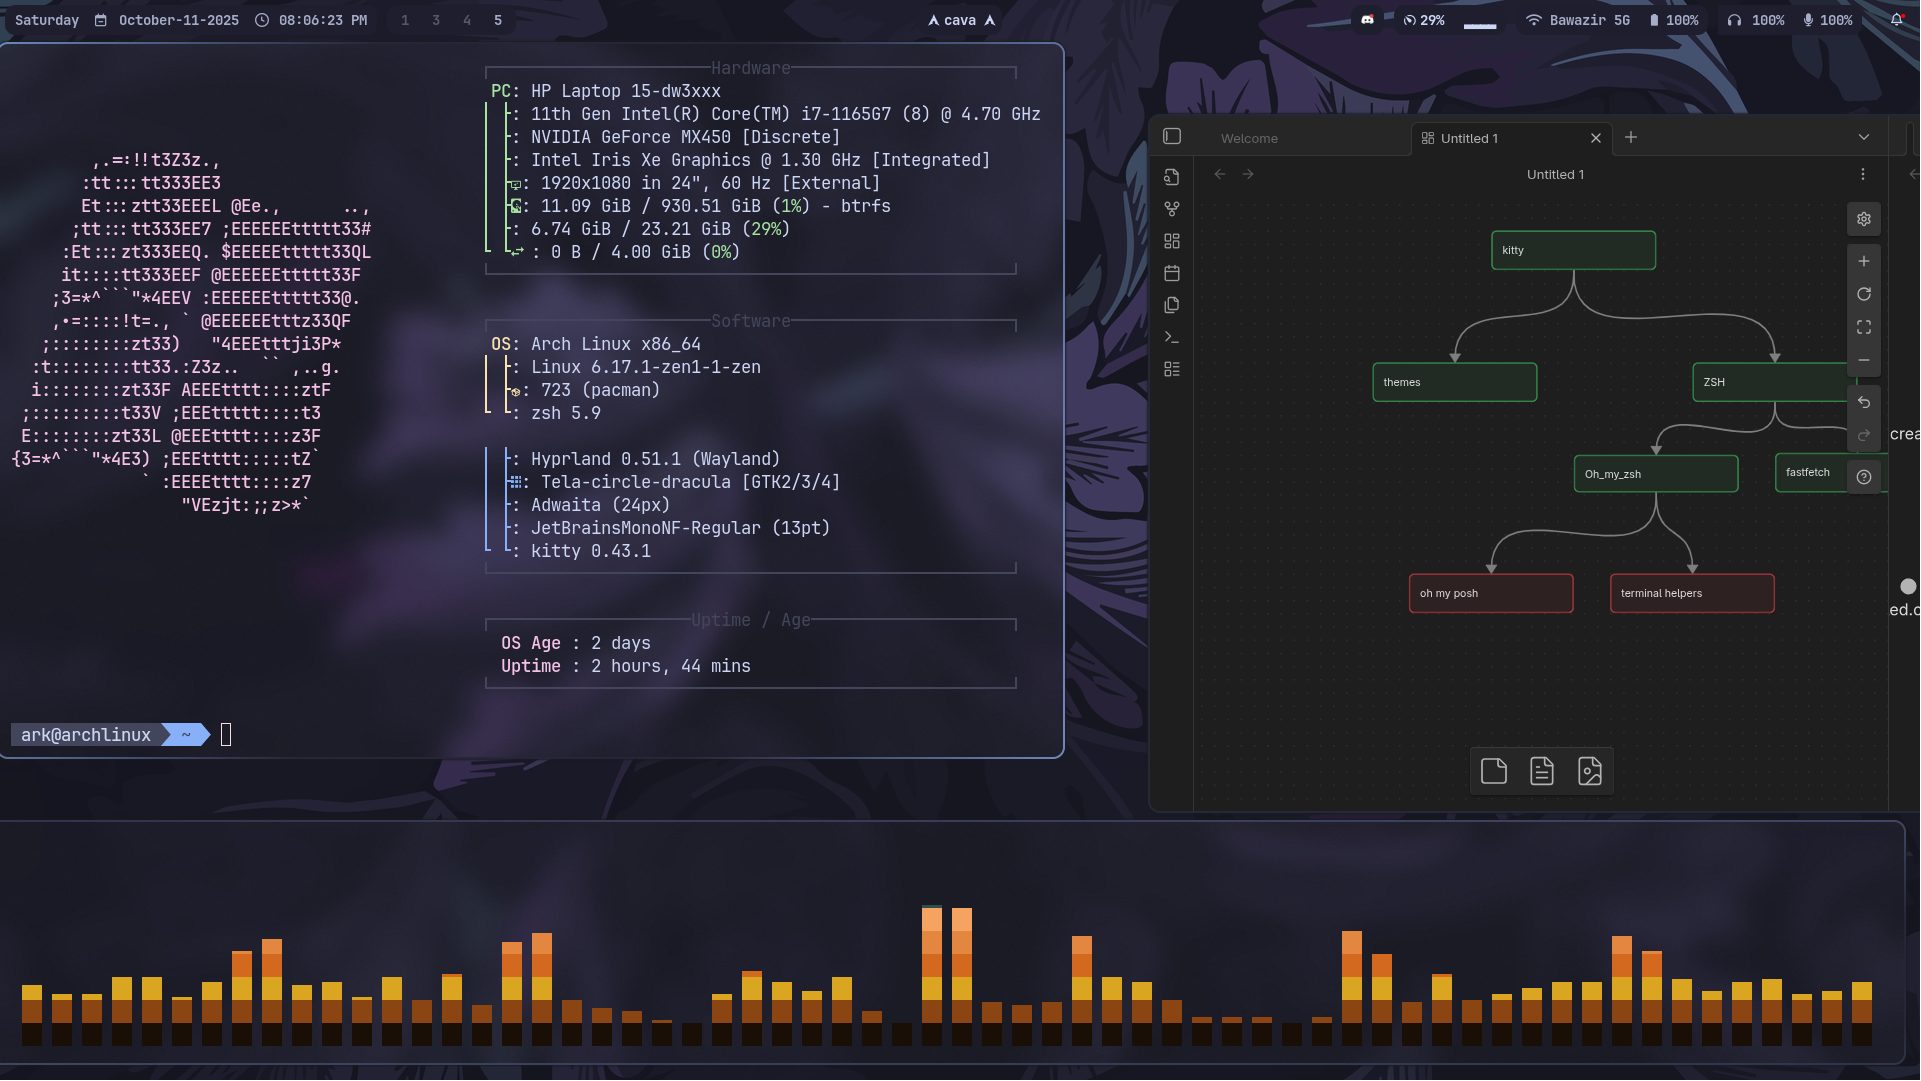 Saturday October-11-2025 08:06:23 PM 1 3 4 5
cava
29% Bawazir 5G 100% 100% 100%
Hardware
PC: HP Laptop 15-dw3xxx
: 11th Gen Intel(R) Core(TM) i7-1165G7 (8) @ 4.70 GHz
: NVIDIA GeForce MX450 [Discrete]
: Intel Iris Xe Graphics @ 1.30 GHz [Integrated]
: 1920x1080 in 24", 60 Hz [External]
: 11.09 GiB / 930.51 GiB (1%) - btrfs
: 6.74 GiB / 23.21 GiB (29%)
: 0 B / 4.00 GiB (0%)
Software
OS: Arch Linux x86_64
: Linux 6.17.1-zen1-1-zen
: 723 (pacman)
: zsh 5.9
: Hyprland 0.51.1 (Wayland)
: Tela-circle-dracula [GTK2/3/4]
: Adwaita (24px)
: JetBrainsMonoNF-Regular (13pt)
: kitty 0.43.1
Uptime / Age
OS Age : 2 days
Uptime : 2 hours, 44 mins
,.=:!!t3Z3z.,
:tt:::tt333EE3
Et:::ztt33EEEL @Ee., ..,
;tt:::tt333EE7 ;EEEEEEttttt33#
:Et:::zt333EEQ. $EEEEEttttt33QL
it::::tt333EEF @EEEEEEttttt33F
;3=*^```"*4EEV :EEEEEEttttt33@.
,•=::::!t=., ` @EEEEEEtttz33QF
;::::::::zt33) "4EEEtttji3P*
:t::::::::tt33.:Z3z.. `` ,..g.
i::::::::zt33F AEEEtttt::::ztF
;:::::::::t33V ;EEEttttt::::t3
E::::::::zt33L @EEEtttt::::z3F
{3=*^```"*4E3) ;EEEtttt:::::tZ`
` :EEEEtttt::::z7
"VEzjt:;;z>*`
ark@archlinux ~
Welcome
Untitled 1
Untitled 1
kitty
themes
ZSH
Oh_my_zsh
fastfetch
oh my posh
terminal helpers
crea
ed.c